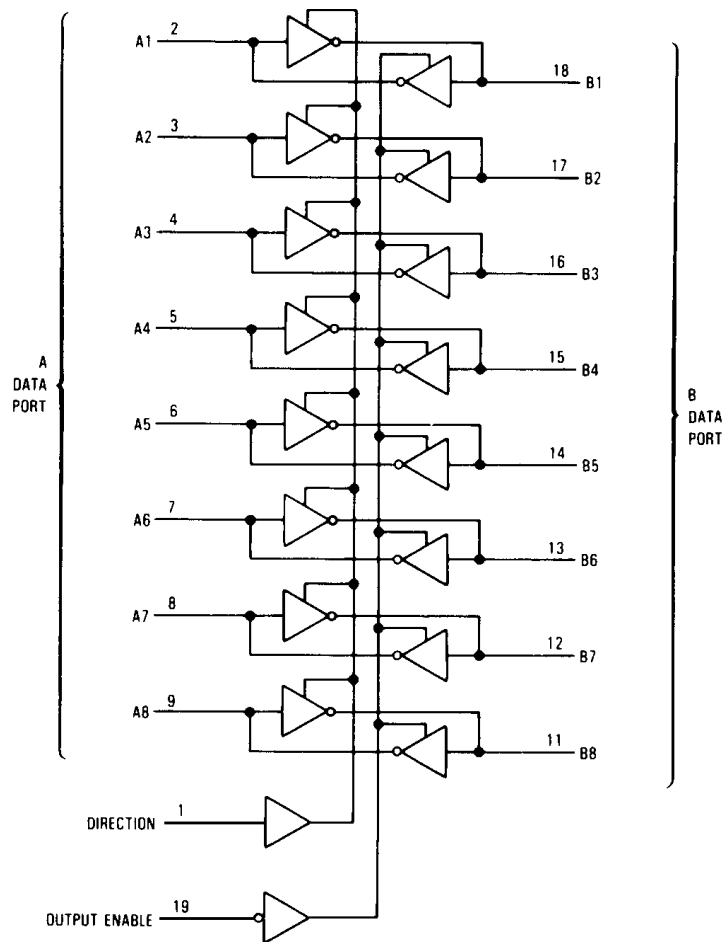 A1 2
18 B1
A2 3
17 B2
A3 4
16 B3
A4 5
15 B4
A
DATA
PORT
B
DATA
PORT
A5 6
14 B5
A6 7
13 B6
A7 8
12 B7
A8 9
11 B8
DIRECTION 1
OUTPUT ENABLE 19